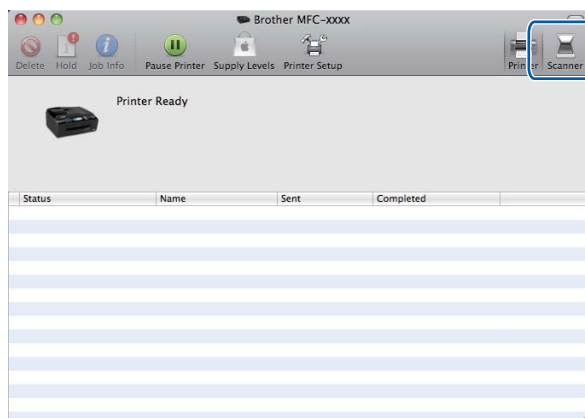 Brother MFC-xxxx
Delete Hold Job Info Pause Printer Supply Levels Printer Setup Printer Scanner
Printer Ready
Status Name Sent Completed